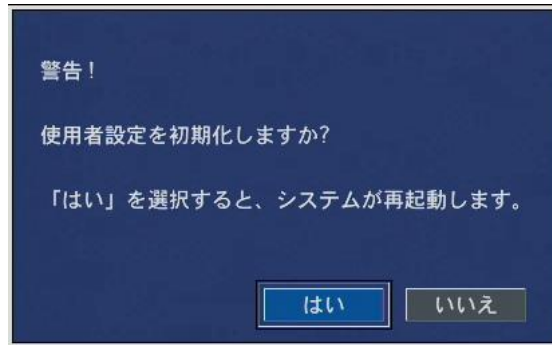 警告！
使用者設定を初期化しますか?
「はい」を選択すると、システムが再起動します。
はい
いいえ